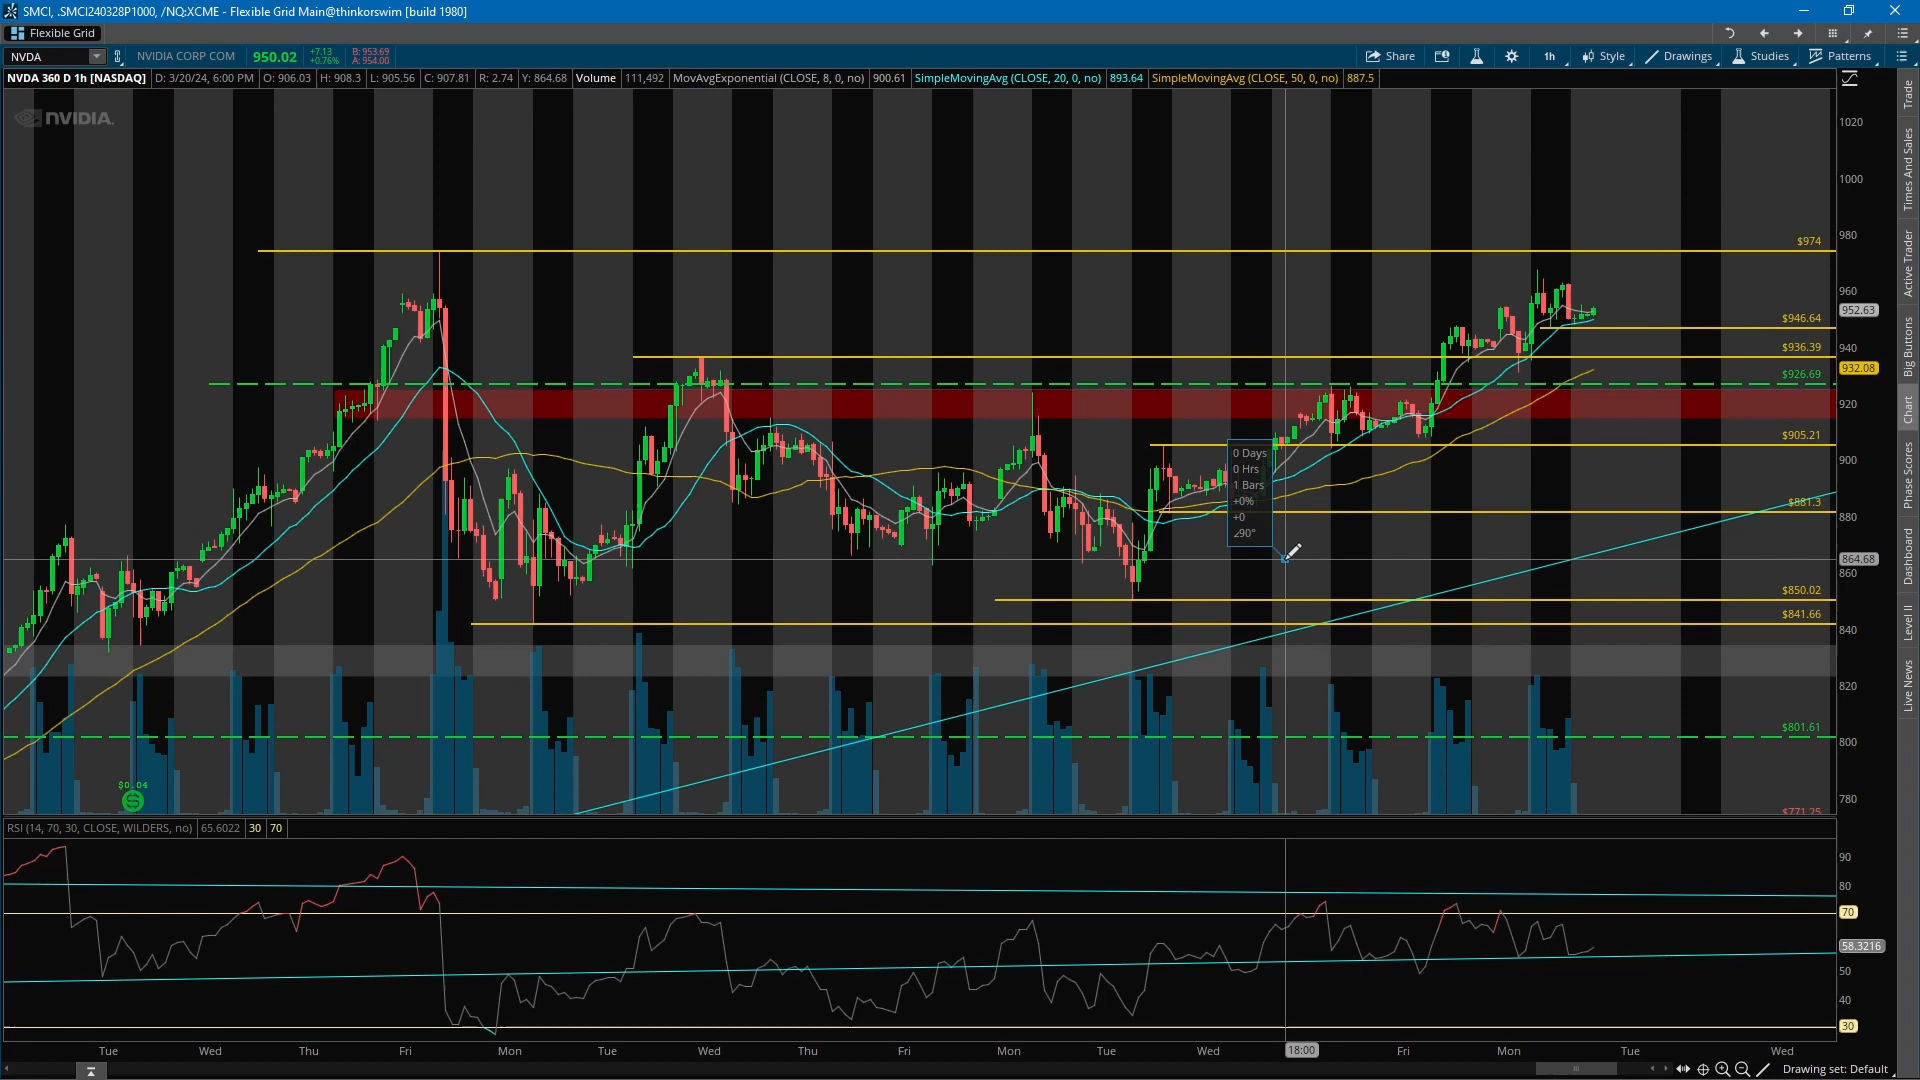 SMCI, .SMCI240328P1000, /NQ:XCME - Flexible Grid Main@thinkorswim [build 1980]
Flexible Grid
NVDA NVIDIA CORP COM 950.02 +7.13 +0.76% B: 953.69 A: 954.00 Share 1h Style Drawings Studies Patterns
NVDA 360 D 1h [NASDAQ] D: 3/20/24, 6:00 PM O: 906.03 H: 908.3 L: 905.56 C: 907.81 R: 2.74 Y: 864.68 Volume 111,492 MovAvgExponential (CLOSE, 8, 0, no) 900.61 SimpleMovingAvg (CLOSE, 20, 0, no) 893.64 SimpleMovingAvg (CLOSE, 50, 0, no) 887.5
NVIDIA.
1020
1000
980
960
952.63
940
932.08
920
900
880
864.68
860
840
820
800
780
$974
$946.64
$936.39
$926.69
$905.21
$881.3
$850.02
$841.66
$801.61
$771.25
0 Days
0 Hrs
1 Bars
+0%
+0
∠90°
$0.04
$
RSI (14, 70, 30, CLOSE, WILDERS, no) 65.6022 30 70
90
80
70
58.3216
50
40
30
Tue Wed Thu Fri Mon Tue Wed Thu Fri Mon Tue Wed 18:00 Fri Mon Tue Wed
Drawing set: Default
Trade
Times And Sales
Active Trader
Big Buttons
Chart
Phase Scores
Dashboard
Level II
Live News